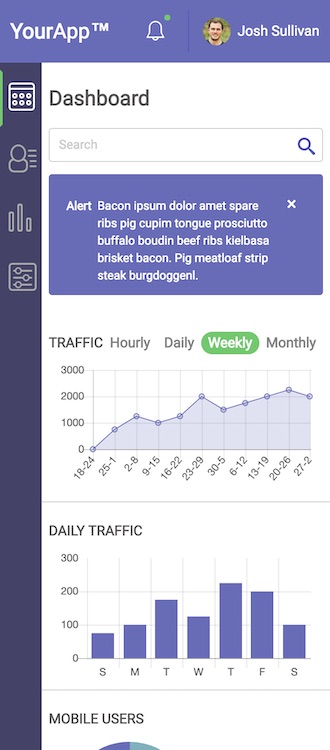 YourApp™
Josh Sullivan
Dashboard
Search
Alert Bacon ipsum dolor amet spare
ribs pig cupim tongue prosciutto
buffalo boudin beef ribs kielbasa
brisket bacon. Pig meatloaf strip
steak burgdoggenl.
×
TRAFFIC Hourly Daily Weekly Monthly
3000
2000
1000
0
18-24 25-1 2-8 9-15 16-22 23-29 30-5 6-12 13-19 20-26 27-2
DAILY TRAFFIC
300
200
100
0
S M T W T F S
MOBILE USERS